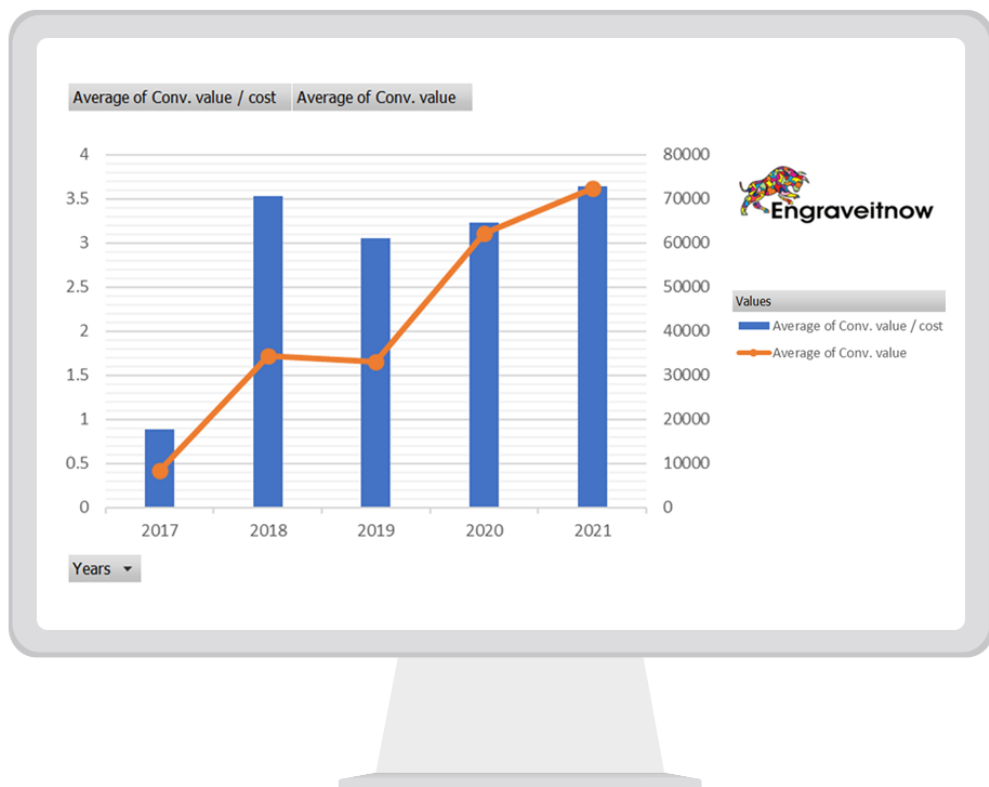 Average of Conv. value / cost Average of Conv. value
4 80000
3.5 70000
3 60000
2.5 50000
2 40000
1.5 30000
1 20000
0.5 10000
0 0
2017 2018 2019 2020 2021
Years
Engraveitnow
Values
Average of Conv. value / cost
Average of Conv. value